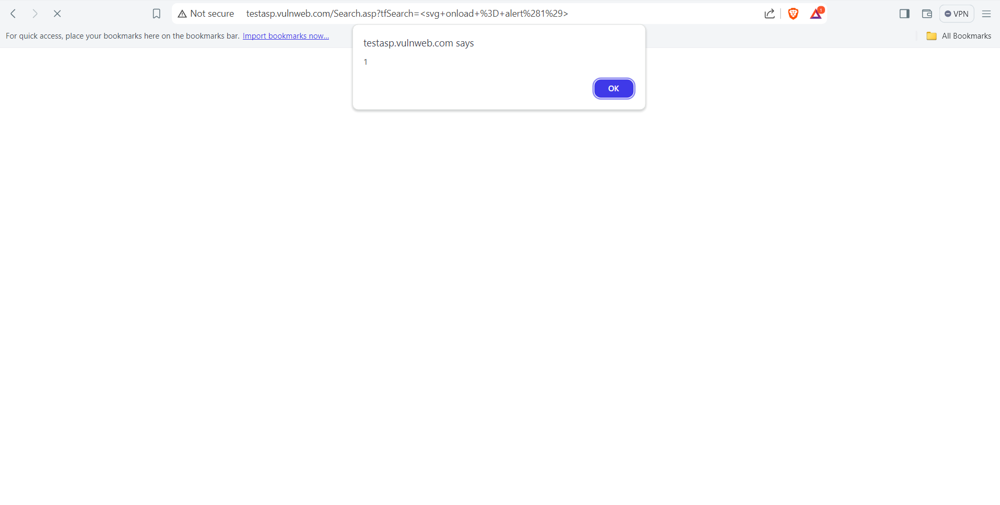 Not secure testasp.vulnweb.com/Search.asp?tfSearch=<svg+onload+%3D+alert%281%29> 1 VPN
For quick access, place your bookmarks here on the bookmarks bar. Import bookmarks now... All Bookmarks
testasp.vulnweb.com says
1
OK